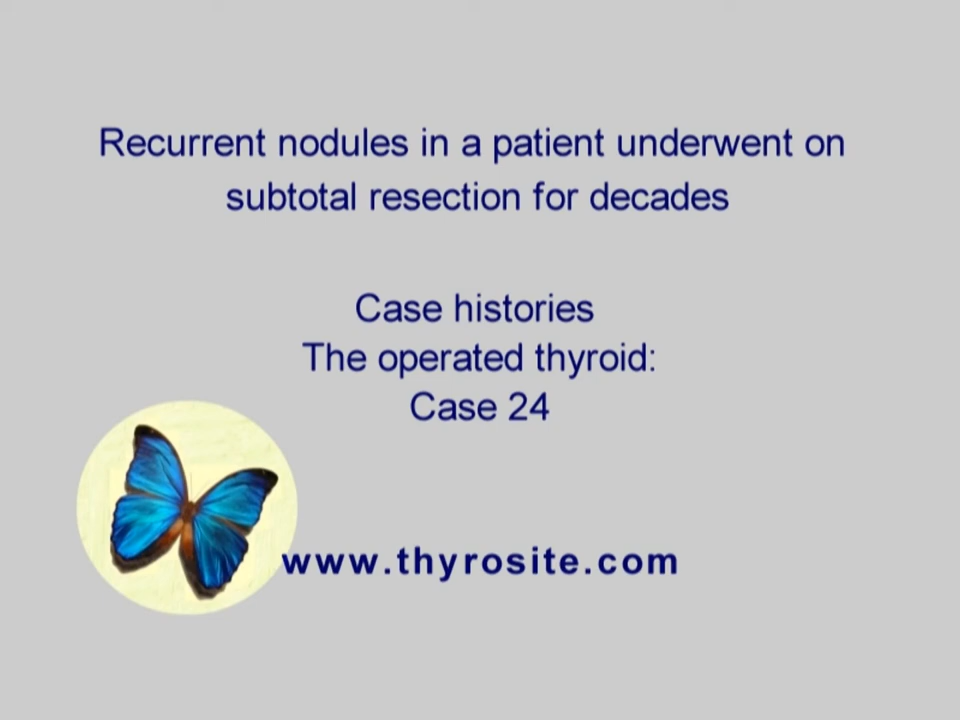 Recurrent nodules in a patient underwent on
subtotal resection for decades
Case histories
The operated thyroid:
Case 24
www.thyrosite.com